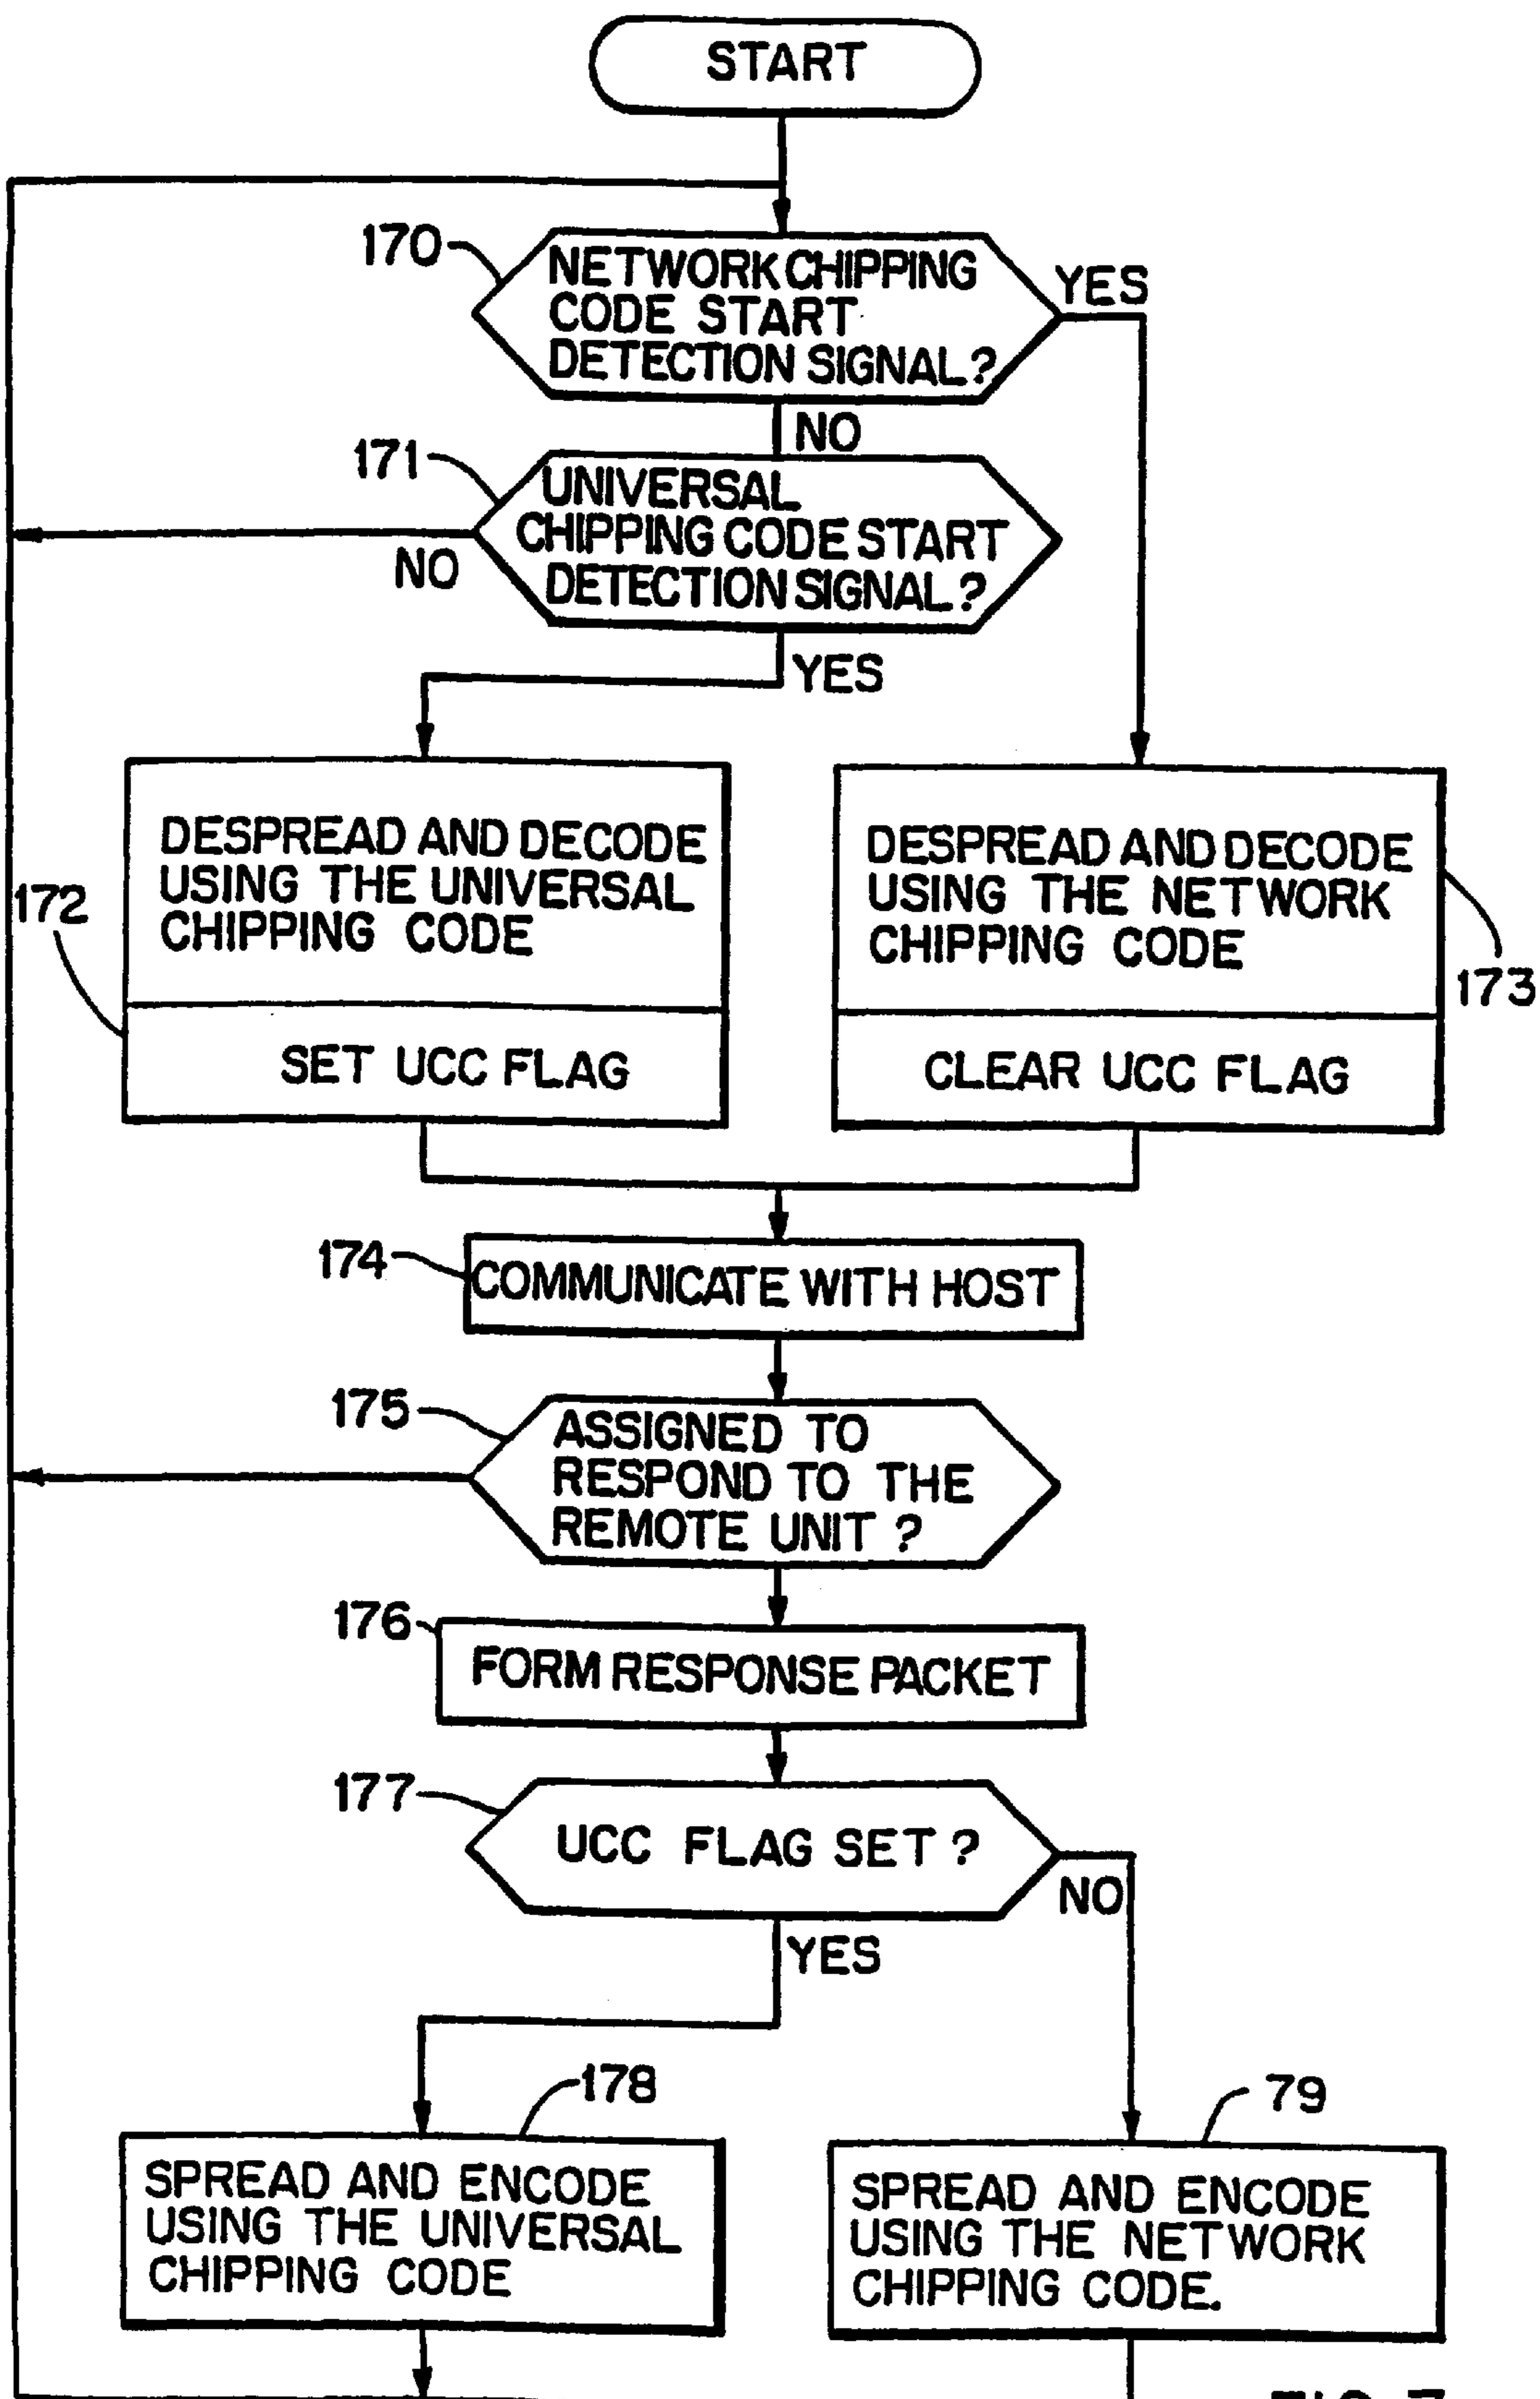 START
170
NETWORK CHIPPING
CODE START
DETECTION SIGNAL?
YES
NO
171
UNIVERSAL
CHIPPING CODE START
DETECTION SIGNAL?
NO
YES
DESPREAD AND DECODE
USING THE UNIVERSAL
CHIPPING CODE
172
SET UCC FLAG
DESPREAD AND DECODE
USING THE NETWORK
CHIPPING CODE
173
CLEAR UCC FLAG
174
COMMUNICATE WITH HOST
175
ASSIGNED TO
RESPOND TO THE
REMOTE UNIT ?
176
FORM RESPONSE PACKET
177
UCC FLAG SET ?
NO
YES
178
SPREAD AND ENCODE
USING THE UNIVERSAL
CHIPPING CODE
79
SPREAD AND ENCODE
USING THE NETWORK
CHIPPING CODE.